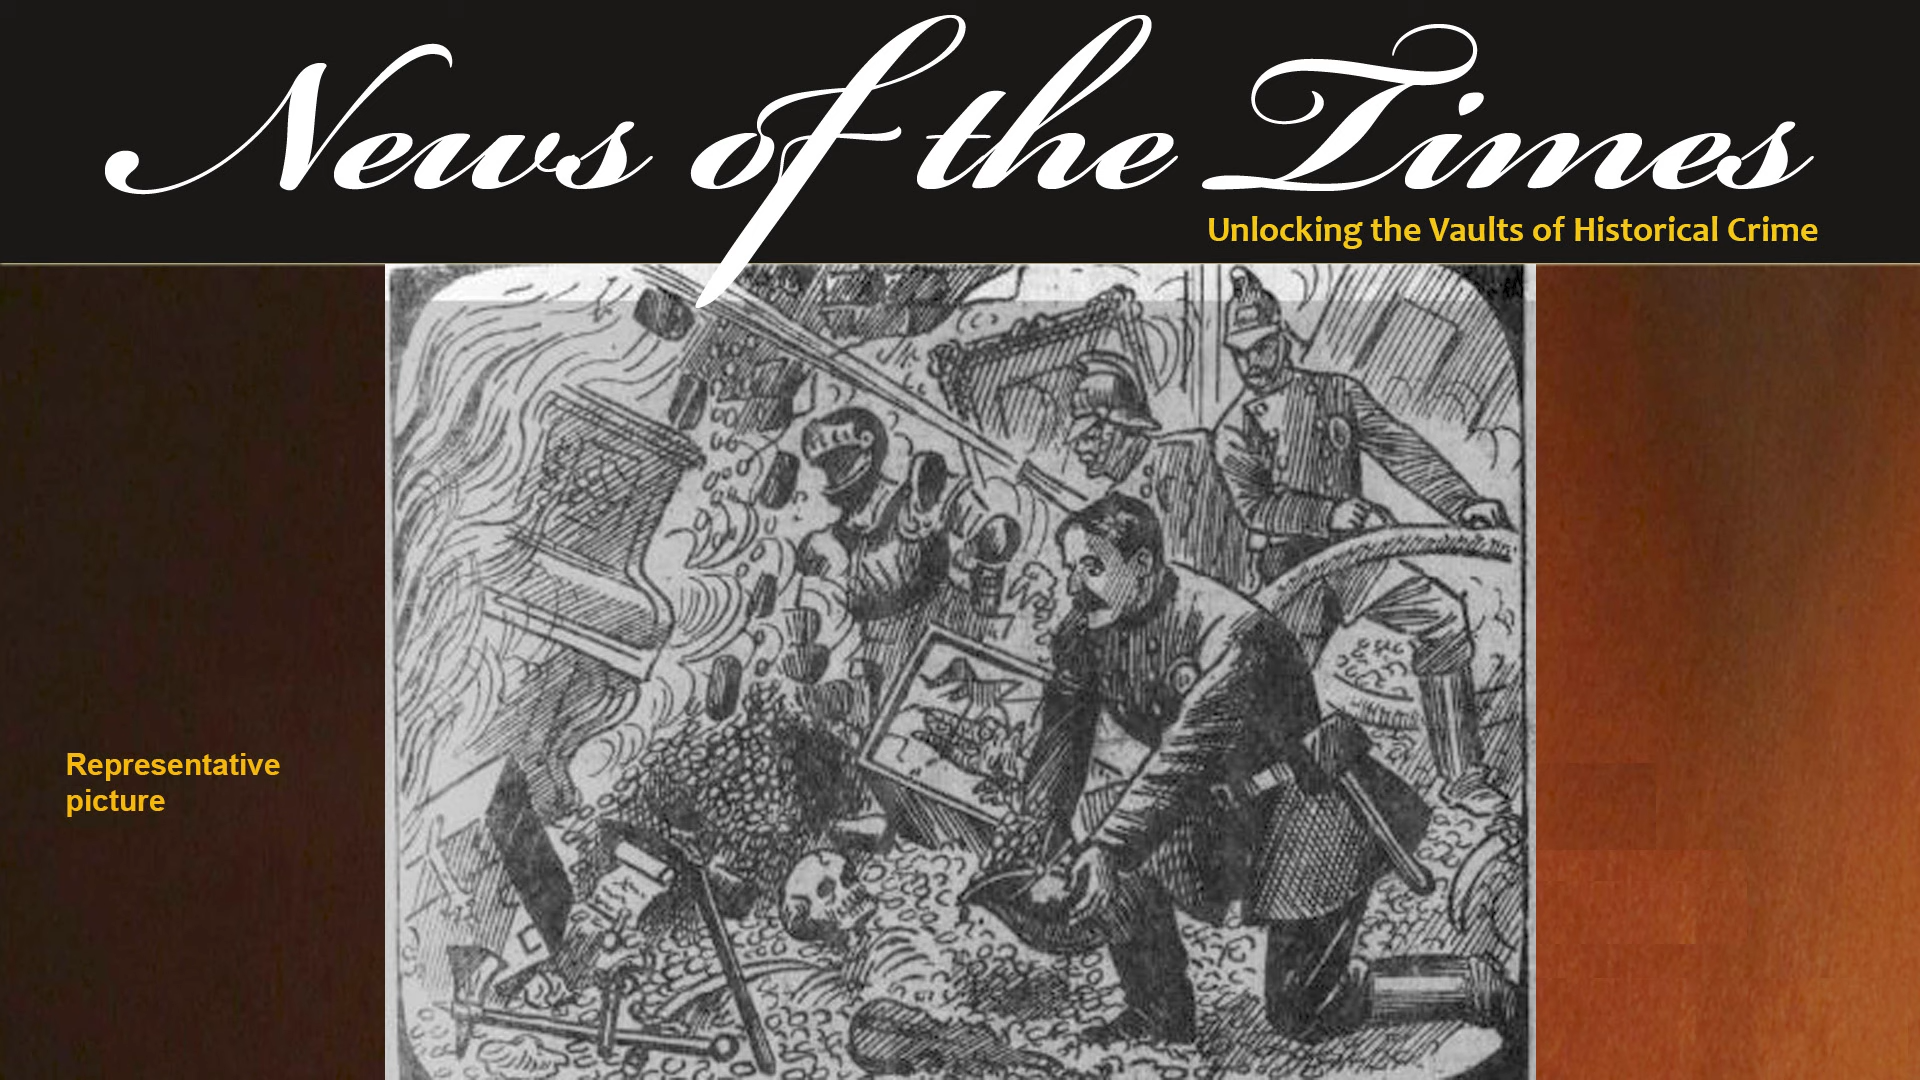 News of the Times
Unlocking the Vaults of Historical Crime
Representative
picture